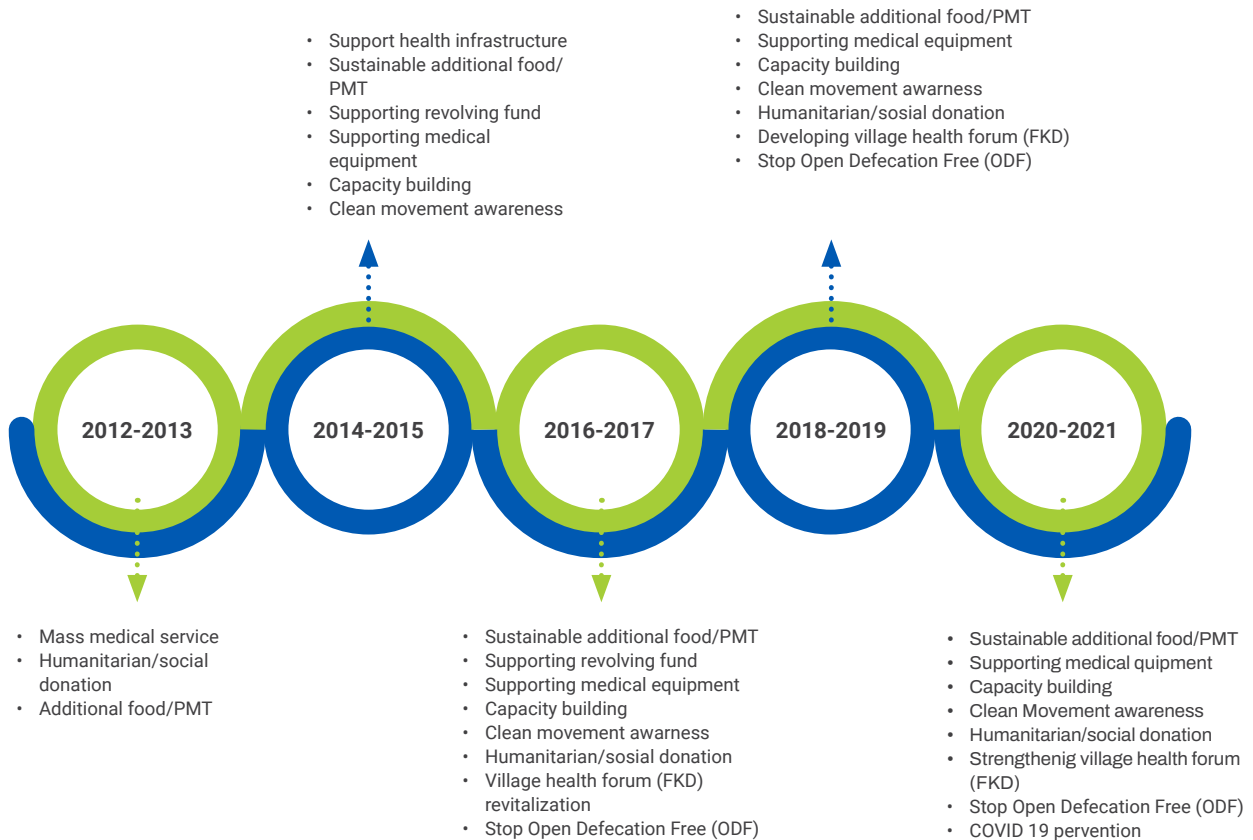 • Support health infrastructure
• Sustainable additional food/
PMT
• Supporting revolving fund
• Supporting medical
equipment
• Capacity building
• Clean movement awareness
• Sustainable additional food/PMT
• Supporting medical equipment
• Capacity building
• Clean movement awarness
• Humanitarian/sosial donation
• Developing village health forum (FKD)
• Stop Open Defecation Free (ODF)
2012-2013
2014-2015
2016-2017
2018-2019
2020-2021
• Mass medical service
• Humanitarian/social
donation
• Additional food/PMT
• Sustainable additional food/PMT
• Supporting revolving fund
• Supporting medical equipment
• Capacity building
• Clean movement awarness
• Humanitarian/sosial donation
• Village health forum (FKD)
revitalization
• Stop Open Defecation Free (ODF)
• Sustainable additional food/PMT
• Supporting medical quipment
• Capacity building
• Clean Movement awareness
• Humanitarian/social donation
• Strengthenig village health forum
(FKD)
• Stop Open Defecation Free (ODF)
• COVID 19 pervention